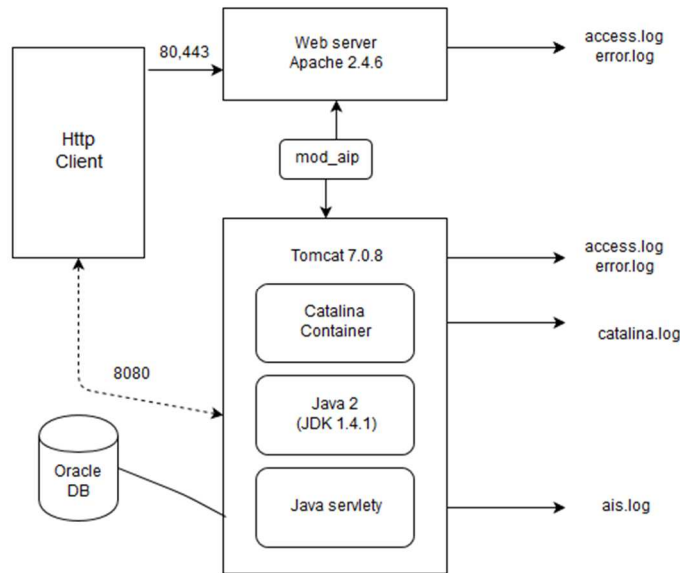 Http
Client
80,443
Web server
Apache 2.4.6
access.log
error.log
mod_aip
Tomcat 7.0.8
access.log
error.log
Catalina
Container
catalina.log
8080
Java 2
(JDK 1.4.1)
Oracle
DB
Java servlety
ais.log